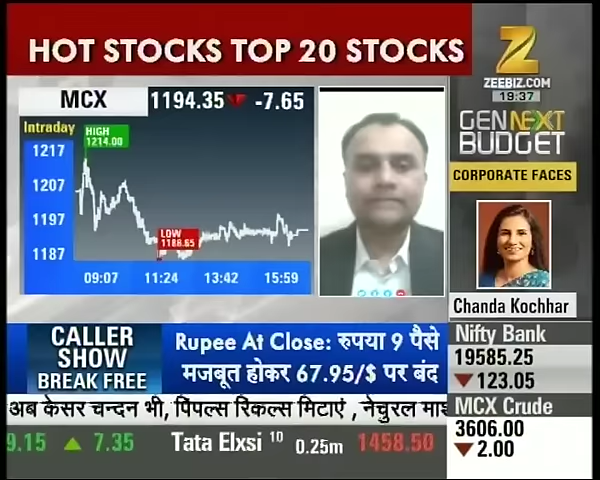 HOT STOCKS TOP 20 STOCKS
Z
ZEEBIZ.COM
19:37
MCX 1194.35 -7.65
Intraday
HIGH
1214.00
1217
1207
1197
1187
LOW
1188.65
09:07 11:24 13:42 15:59
GENNEXT
BUDGET
CORPORATE FACES
Chanda Kochhar
CALLER
SHOW
BREAK FREE
Rupee At Close: रुपया 9 पैसे
मजबूत होकर 67.95/$ पर बंद
Nifty Bank
19585.25
123.05
MCX Crude
3606.00
2.00
अब केसर चन्दन भी, पिंपल्स रिंकल्स मिटाएं , नेचुरल
9.15 7.35 Tata Elxsi 10 0.25m 1458.50